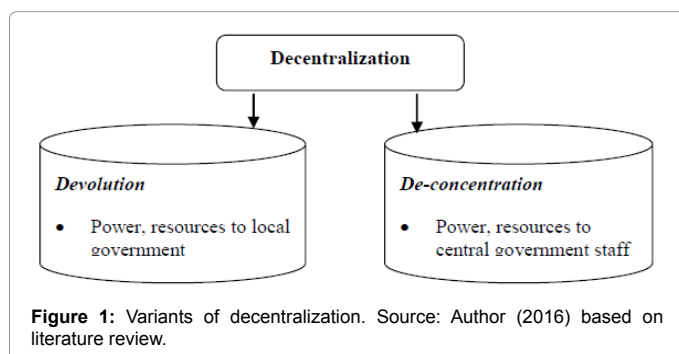 Decentralization
Devolution
• Power, resources to local
government
De-concentration
• Power, resources to
central government staff
Figure 1: Variants of decentralization. Source: Author (2016) based on
literature review.